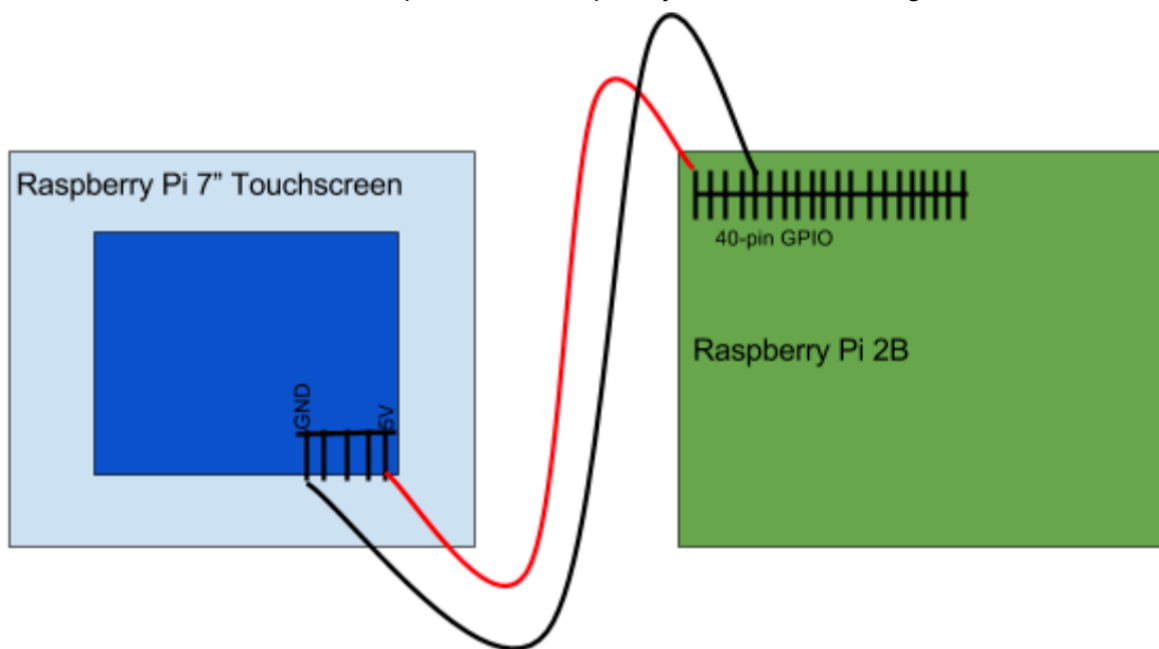 Raspberry Pi 7” Touchscreen
GND
5V
40-pin GPIO
Raspberry Pi 2B